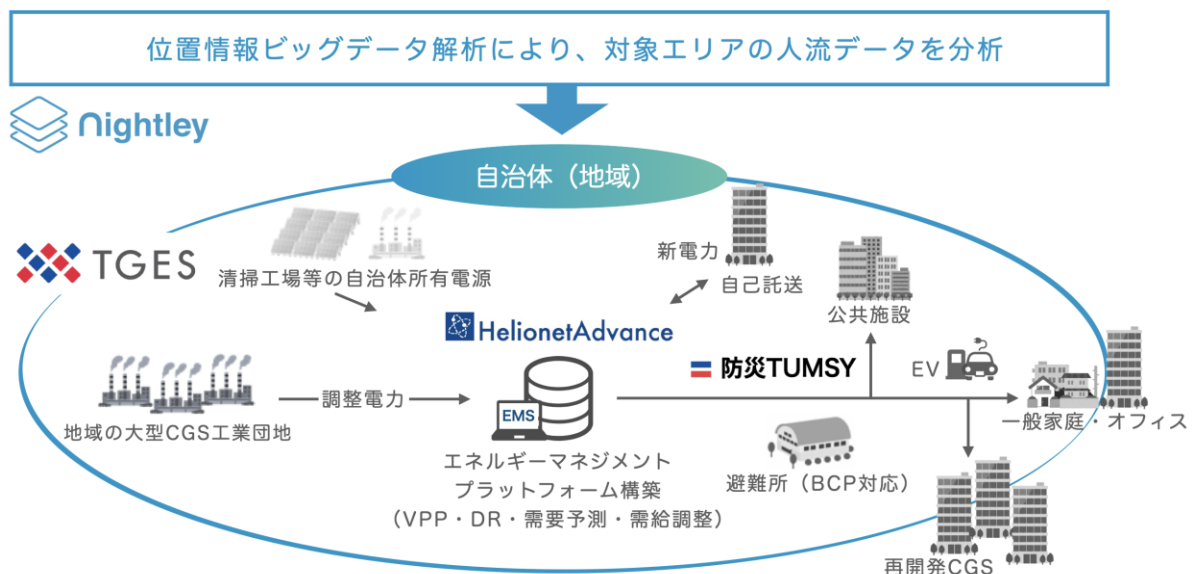 位置情報ビッグデータ解析により、対象エリアの人流データを分析
nightley
自治体（地域）
TGES
清掃工場等の自治体所有電源
新電力
自己託送
公共施設
HelionetAdvance
防災TUMSY
EV
地域の大型CGS工業団地
調整電力
EMS
一般家庭・オフィス
エネルギーマネジメント
プラットフォーム構築
（VPP・DR・需要予測・需給調整）
避難所（BCP対応）
再開発CGS